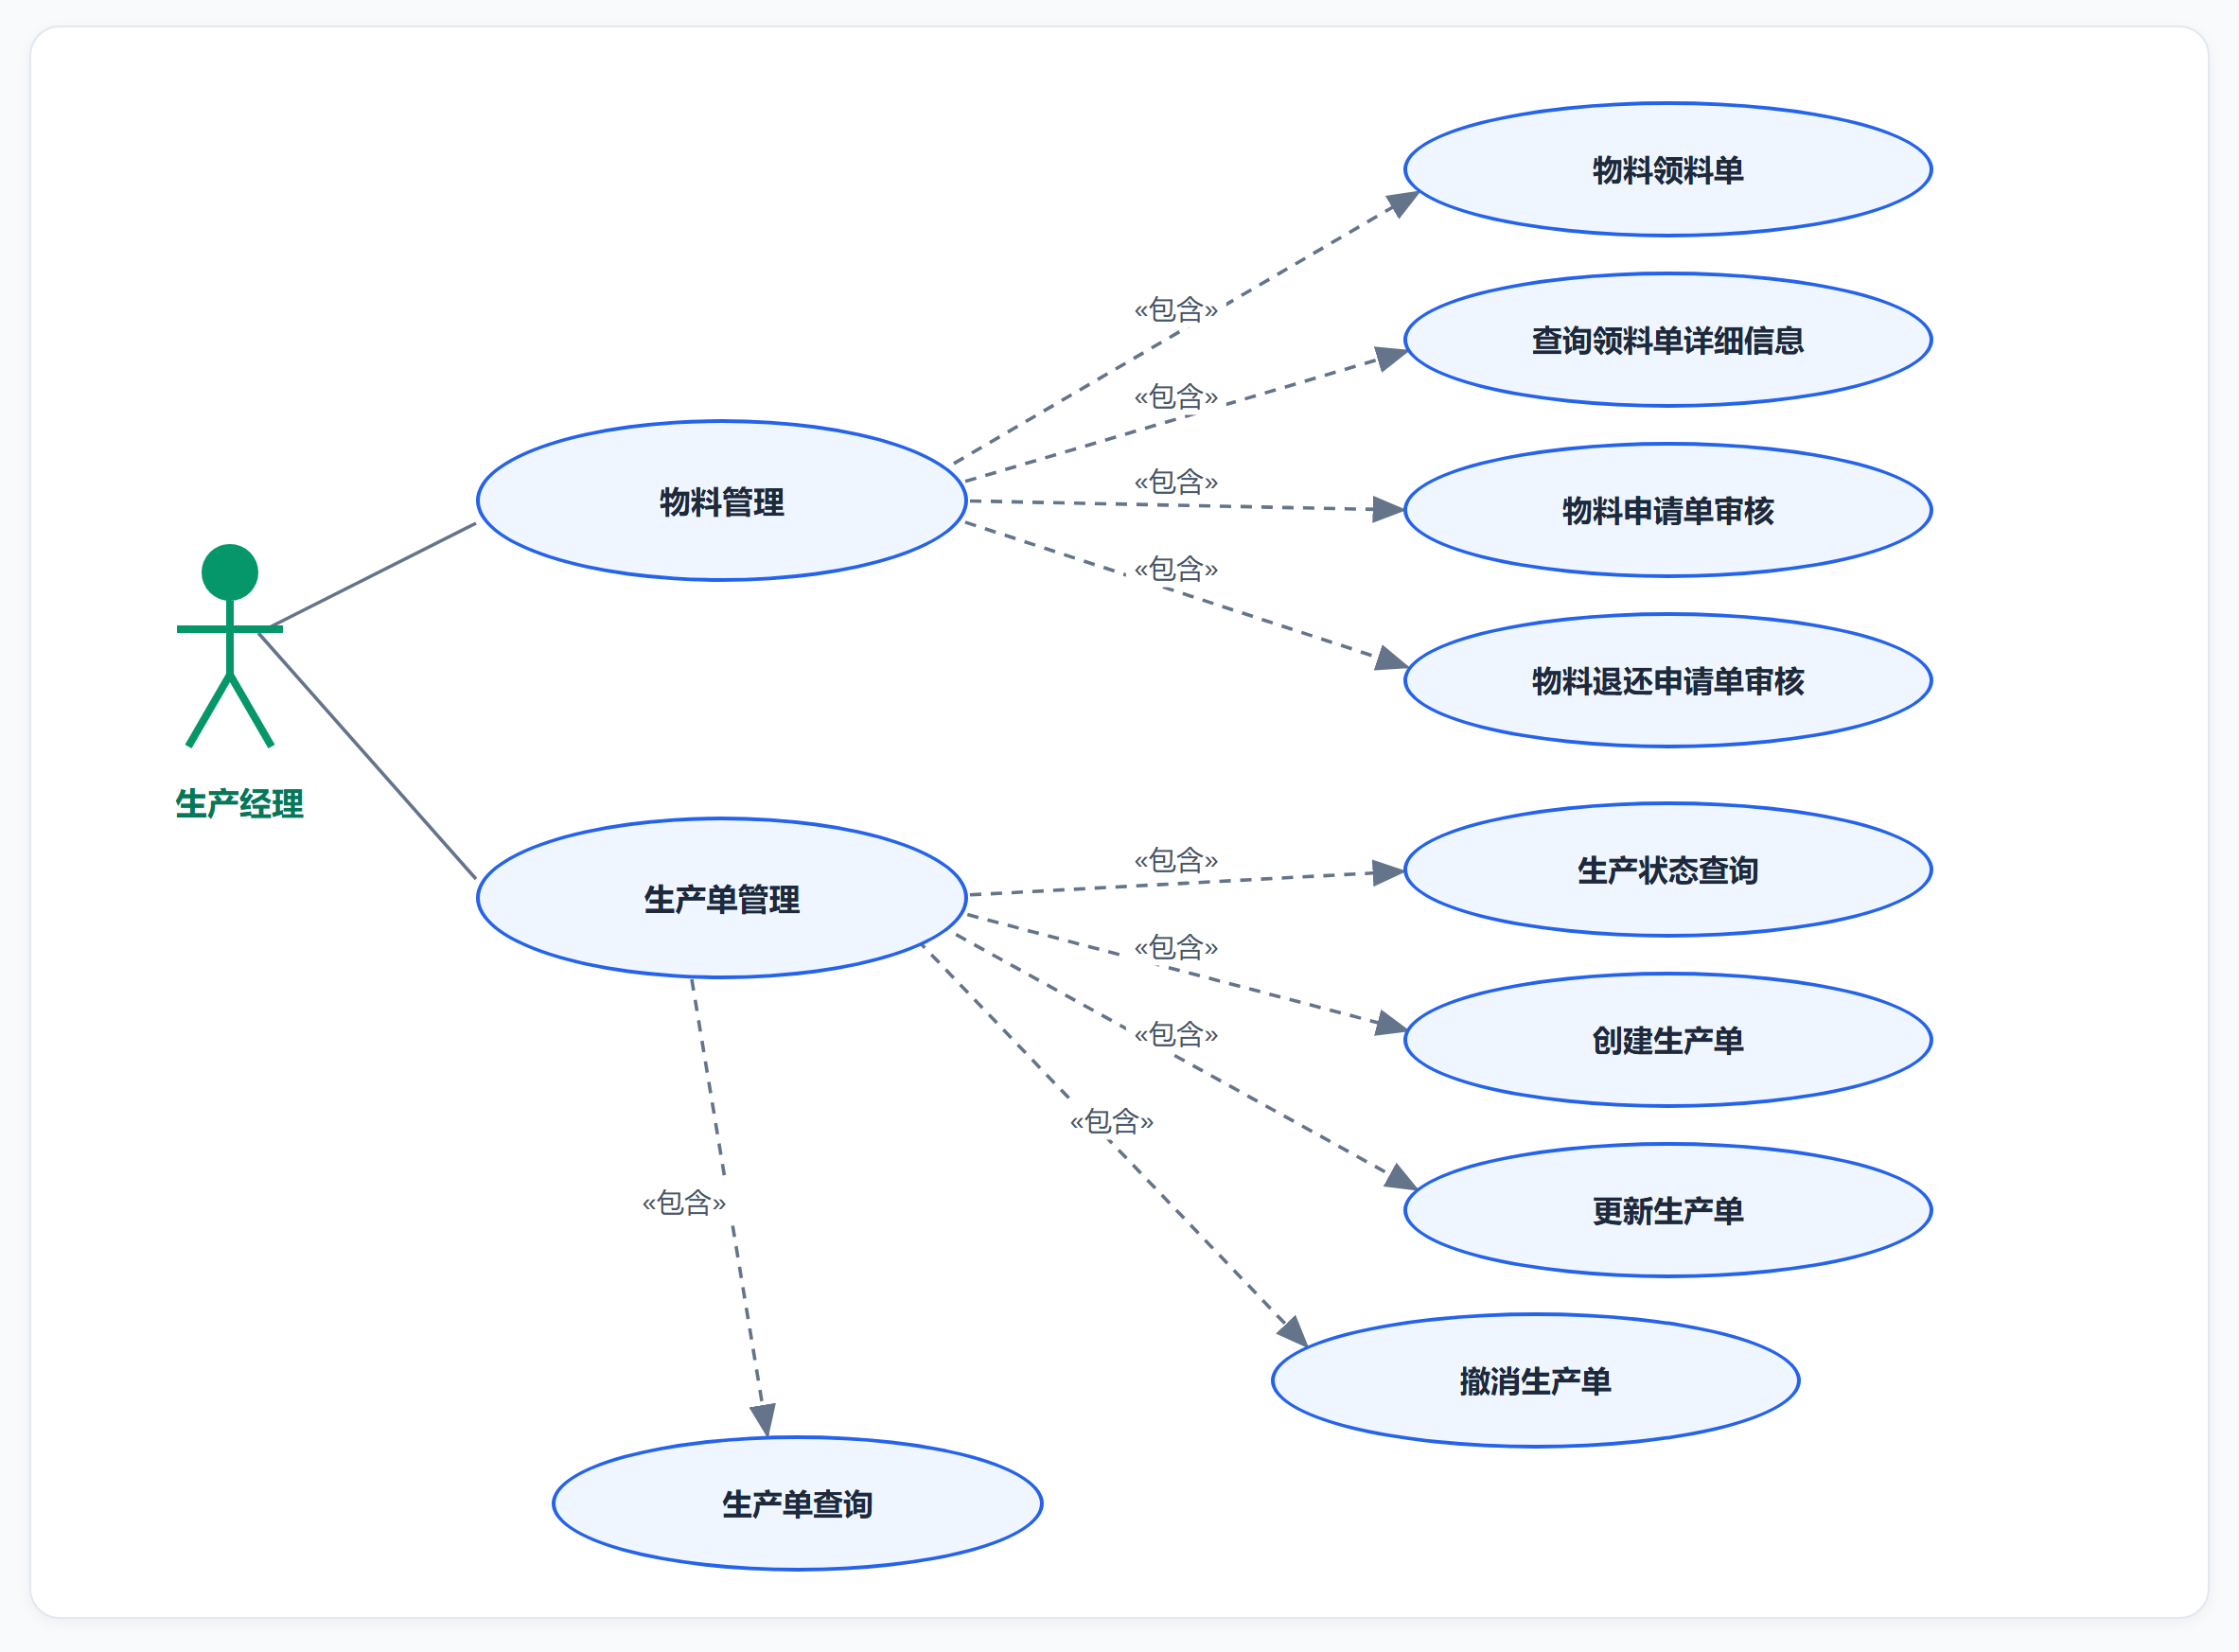 物料领料单
«包含»
查询领料单详细信息
«包含»
物料管理
«包含»
物料申请单审核
«包含»
物料退还申请单审核
生产经理
生产单管理
«包含»
生产状态查询
«包含»
创建生产单
«包含»
«包含»
更新生产单
«包含»
撤消生产单
生产单查询